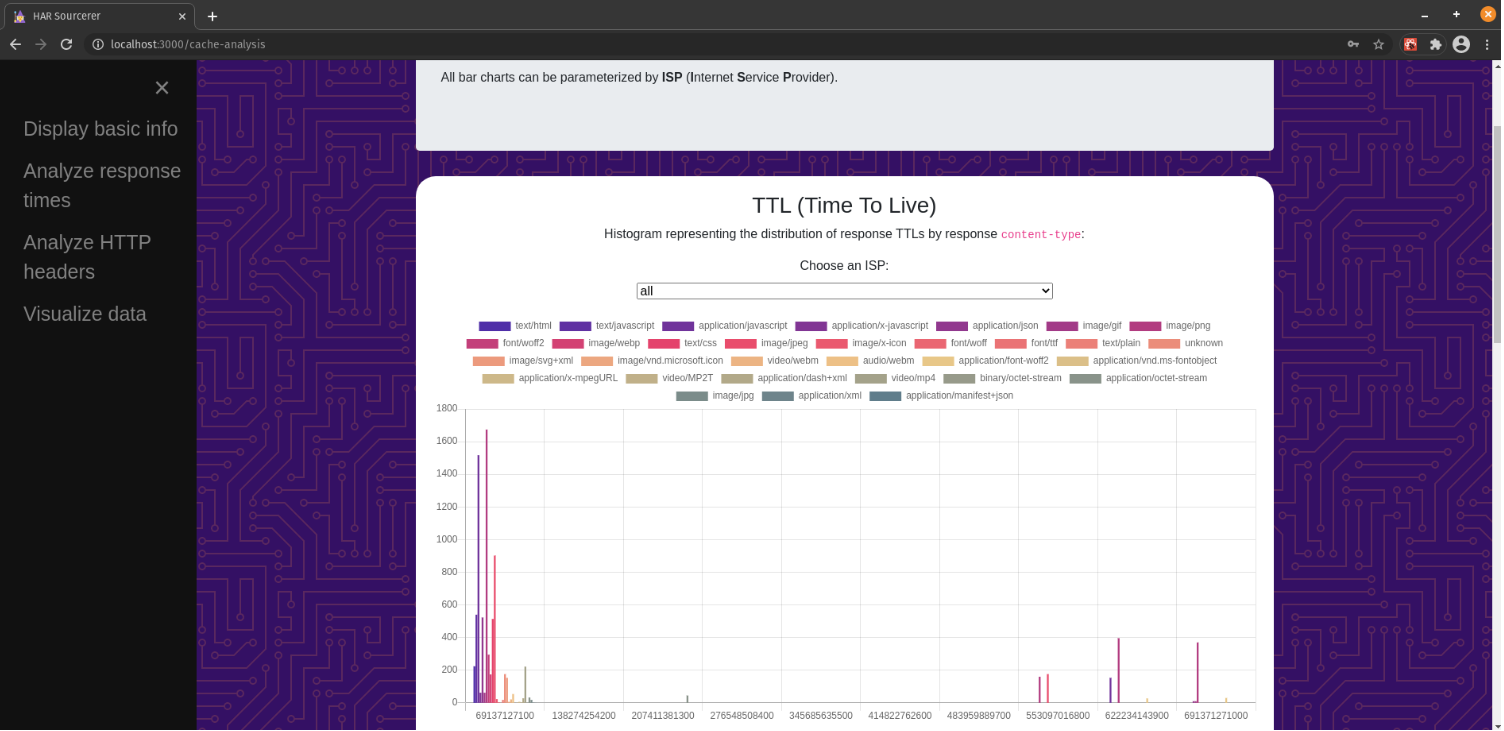 HAR Sourcerer
localhost:3000/cache-analysis
Display basic info
Analyze response
times
Analyze HTTP
headers
Visualize data
All bar charts can be parameterized by ISP (Internet Service Provider).
TTL (Time To Live)
Histogram representing the distribution of response TTLs by response content-type:
Choose an ISP:
all
text/html text/javascript application/javascript application/x-javascript application/json image/gif image/png
font/woff2 image/webp text/css image/jpeg image/x-icon font/woff font/ttf text/plain unknown
image/svg+xml image/vnd.microsoft.icon video/webm audio/webm application/font-woff2 application/vnd.ms-fontobject
application/x-mpegURL video/MP2T application/dash+xml video/mp4 binary/octet-stream application/octet-stream
image/jpg application/xml application/manifest+json
1800
1600
1400
1200
1000
800
600
400
200
0
69137127100 138274254200 207411381300 276548508400 345685635500 414822762600 483959889700 553097016800 622234143900 691371271000